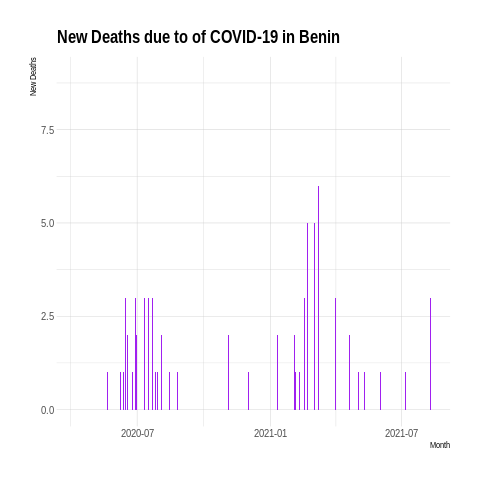 New Deaths due to of COVID-19 in Benin
New Deaths
7.5
5.0
2.5
0.0
2020-07 2021-01 2021-07
Month